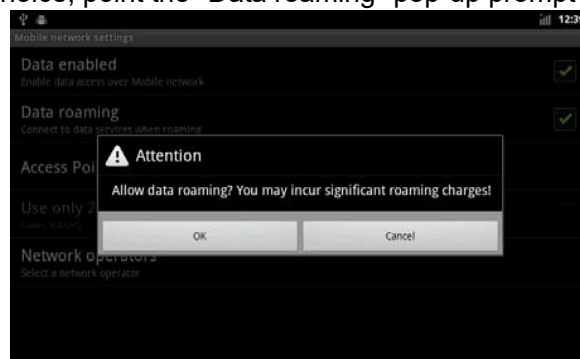 choice, point the "Data roaming" pop-up prompt
12:39
Mobile network settings
Data enabled
Enable data access over Mobile network
Data roaming
Connect to data services when roaming
Access Poi
Attention
Allow data roaming? You may incur significant roaming charges!
Use only 2
OK
Cancel
Network operators
Select a network operator